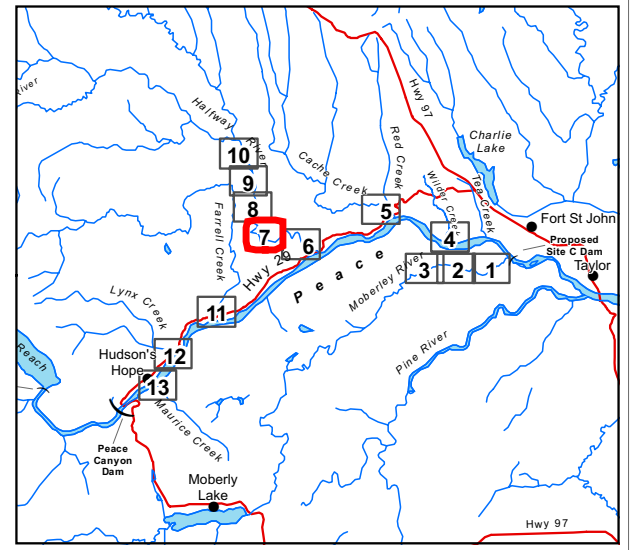 River
Halfway
River
Hwy 97
Charlie
Lake
10
Red Creek
Cache Creek
9
Wilder Creek
Tea Creek
8
Farrell Creek
5
Fort St John
7
6
4
Proposed
Site C Dam
Hwy 29
Peace
Moberley River
3
2
1
Taylor
Lynx Creek
11
Pine River
Reach
Hudson's
Hope
12
13
Maurice Creek
Peace
Canyon
Dam
Moberly
Lake
Hwy 97